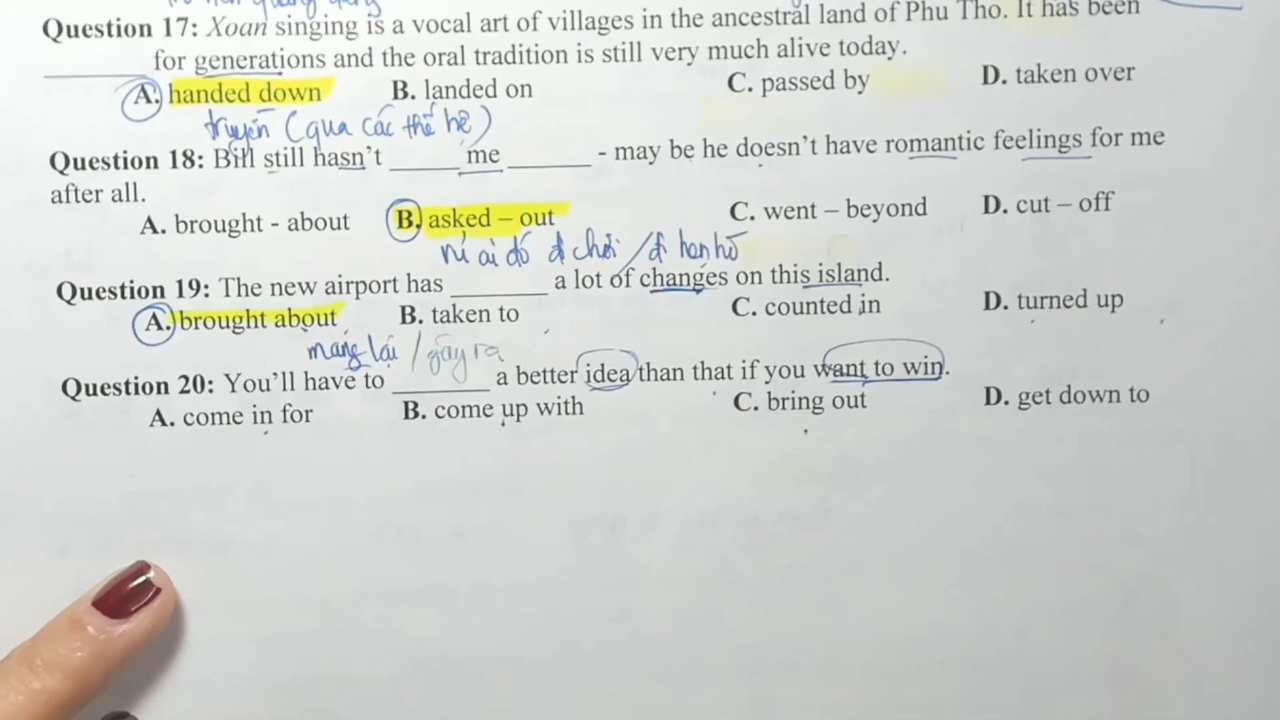 Question 17: Xoan singing is a vocal art of villages in the ancestral land of Phu Tho. It has been
________ for generations and the oral tradition is still very much alive today.
A. handed down B. landed on C. passed by D. taken over
truyền (qua các thế hệ)
Question 18: Bill still hasn't _____ me ______ - may be he doesn't have romantic feelings for me
after all.
A. brought - about B. asked – out C. went – beyond D. cut – off
ai đó đi chơi / đi hẹn hò
Question 19: The new airport has _______ a lot of changes on this island.
A. brought about B. taken to C. counted in D. turned up
mang lại / gây ra
Question 20: You'll have to _______ a better idea than that if you want to win.
A. come in for B. come up with C. bring out D. get down to